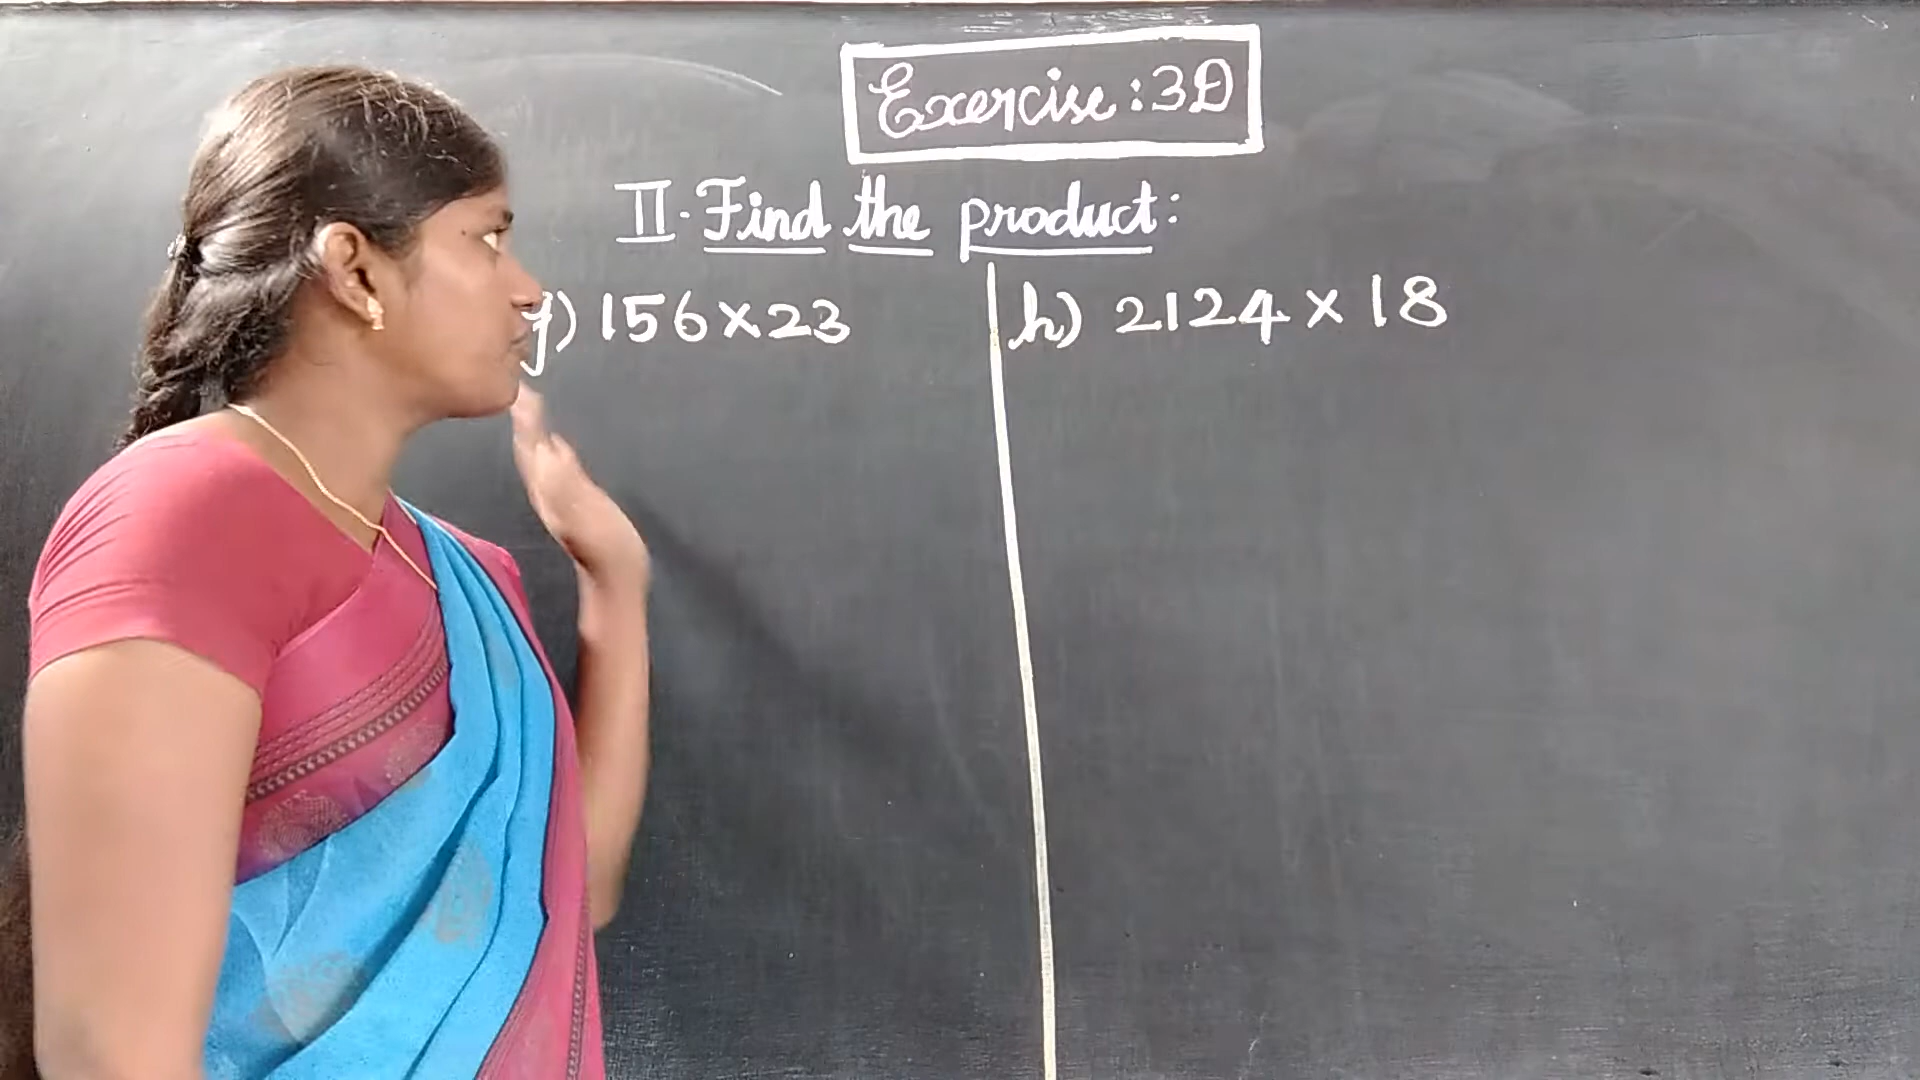 Exercise: 3D
II. Find the product:
g) 156 x 23
h) 2124 x 18